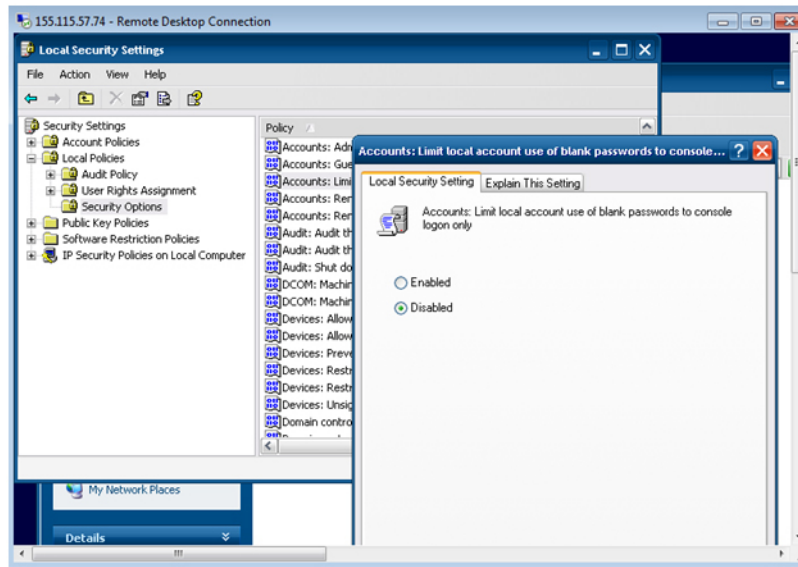 155.115.57.74 - Remote Desktop Connection
Local Security Settings
File Action View Help
Security Settings
Account Policies
Local Policies
Audit Policy
User Rights Assignment
Security Options
Public Key Policies
Software Restriction Policies
IP Security Policies on Local Computer
Policy
Accounts: Adm
Accounts: Gue
Accounts: Limi
Accounts: Ren
Accounts: Ren
Audit: Audit th
Audit: Audit th
Audit: Shut do
DCOM: Machin
DCOM: Machin
Devices: Allow
Devices: Allow
Devices: Preve
Devices: Restr
Devices: Restr
Devices: Unsig
Domain contro
Accounts: Limit local account use of blank passwords to console...
Local Security Setting
Explain This Setting
Accounts: Limit local account use of blank passwords to console
logon only
Enabled
Disabled
My Network Places
Details